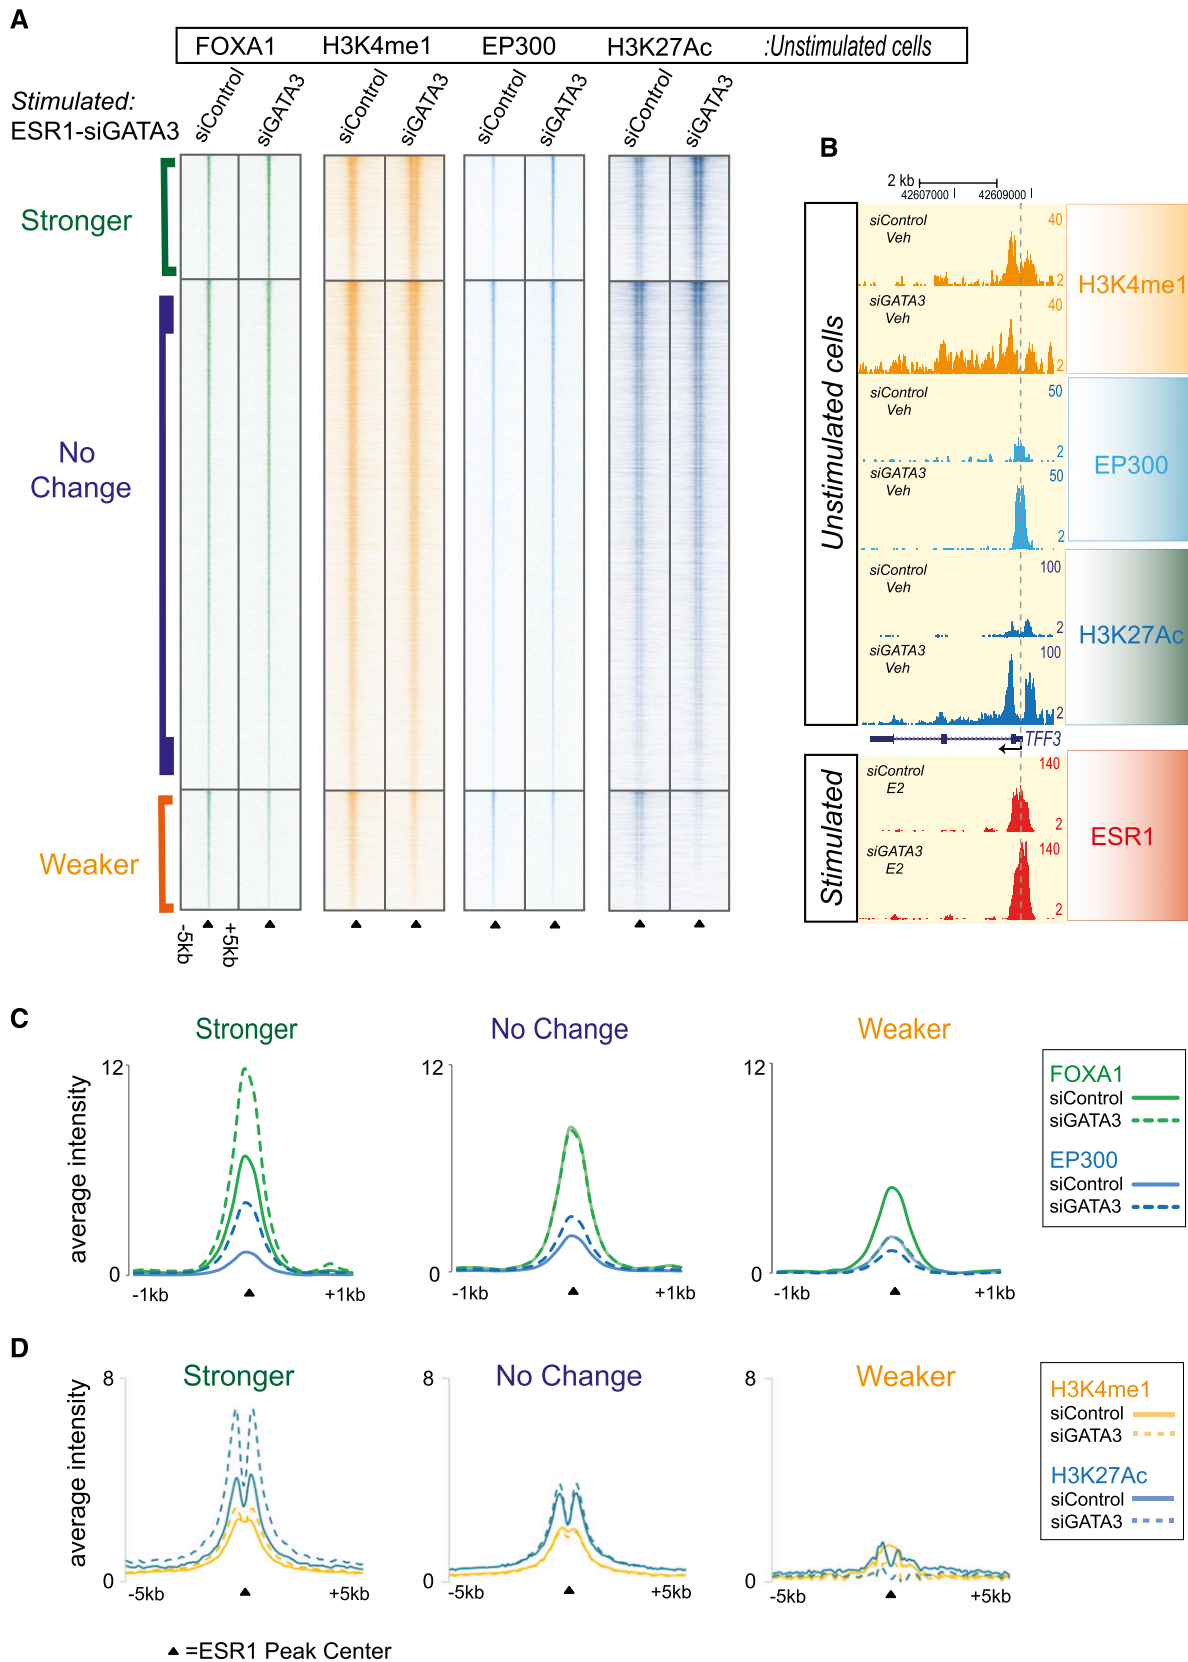 A
FOXA1 H3K4me1 EP300 H3K27Ac :Unstimulated cells
Stimulated:
ESR1-siGATA3
siControl siGATA3 siControl siGATA3 siControl siGATA3 siControl siGATA3
Stronger
No
Change
Weaker
-5kb +5kb
B
2 kb
42607000 42609000
Unstimulated cells
siControl
Veh
40
2
siGATA3
Veh
40
2
H3K4me1
siControl
Veh
50
2
siGATA3
Veh
50
2
EP300
siControl
Veh
100
2
siGATA3
Veh
100
2
H3K27Ac
TFF3
Stimulated
siControl
E2
140
2
siGATA3
E2
140
2
ESR1
C
Stronger No Change Weaker
average intensity
12 12 12
0 0 0
-1kb +1kb -1kb +1kb -1kb +1kb
FOXA1
siControl
siGATA3
EP300
siControl
siGATA3
D
Stronger No Change Weaker
average intensity
8 8 8
0 0 0
-5kb +5kb -5kb +5kb -5kb +5kb
H3K4me1
siControl
siGATA3
H3K27Ac
siControl
siGATA3
▲ =ESR1 Peak Center